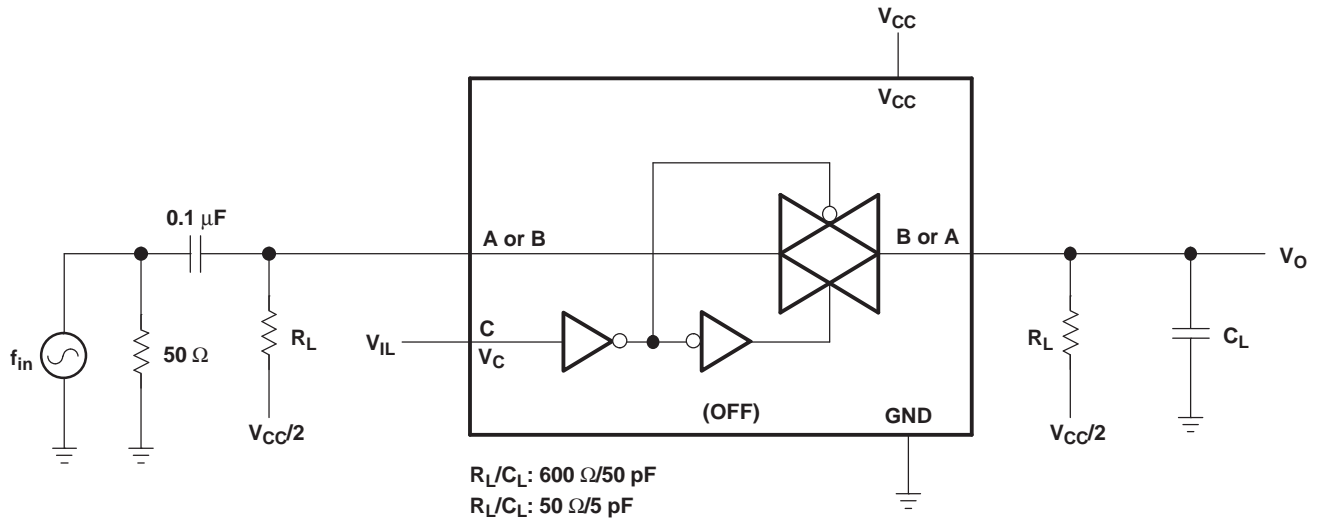 VCC
VCC
0.1 μF
A or B
B or A
VO
fin
50 Ω
RL
VIL
C
VC
RL
CL
(OFF)
GND
VCC/2
VCC/2
RL/CL: 600 Ω/50 pF
RL/CL: 50 Ω/5 pF